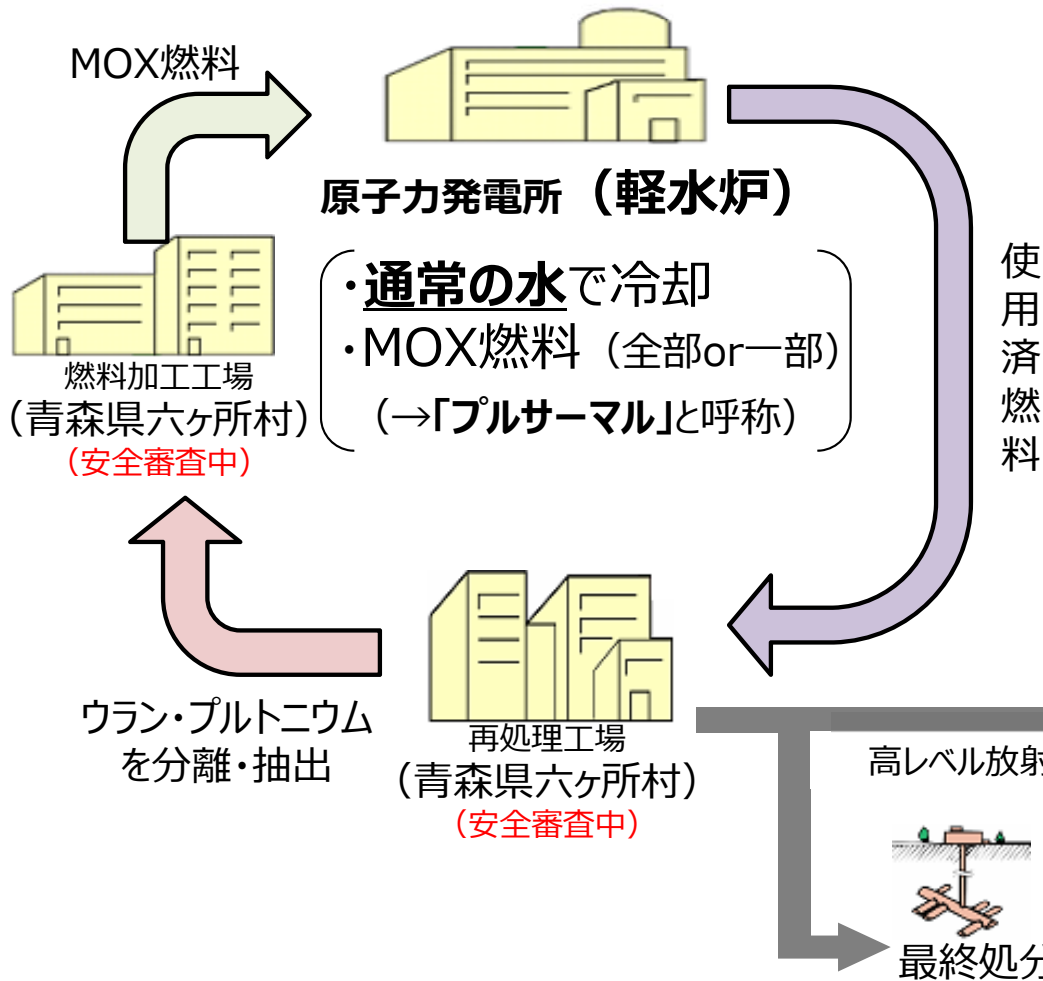 MOX燃料
原子力発電所（軽水炉）
・通常の水で冷却
・MOX燃料（全部or一部）
（→「プルサーマル」と呼称）
燃料加工工場
（青森県六ヶ所村）
（安全審査中）
使用済燃料
ウラン・プルトニウム
を分離・抽出
再処理工場
（青森県六ヶ所村）
（安全審査中）
高レベル放射
最終処分